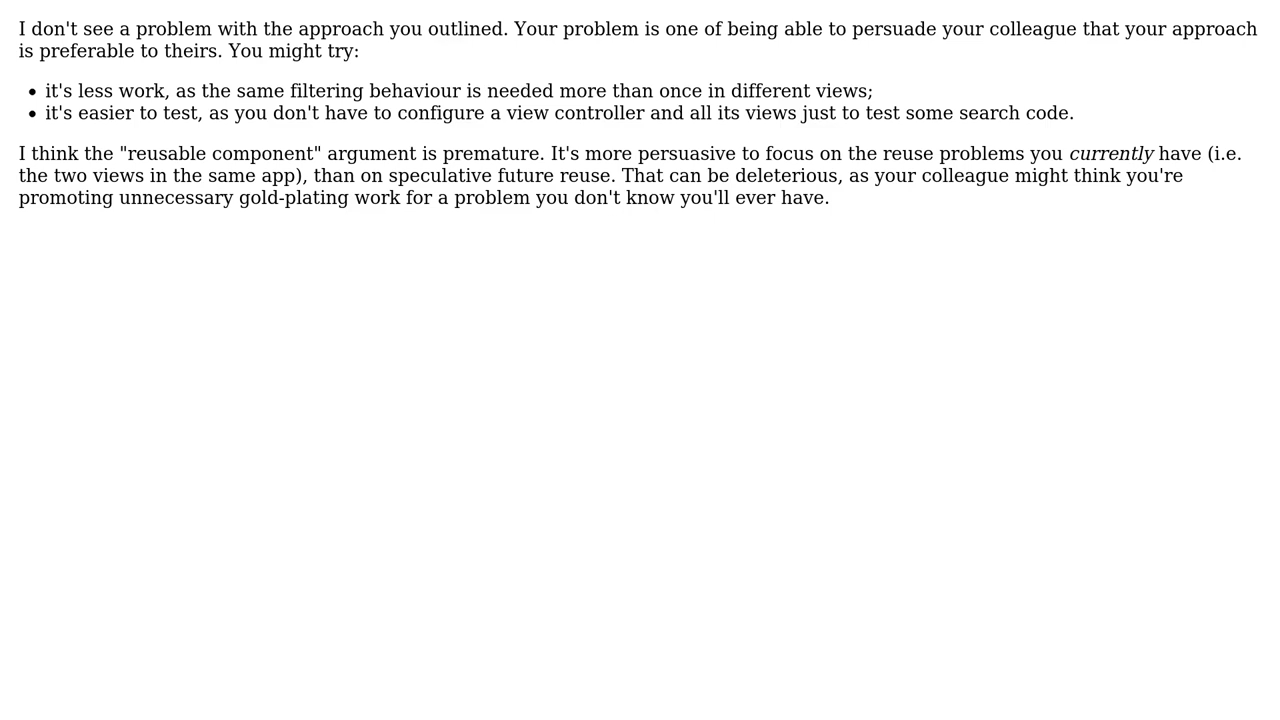 I don't see a problem with the approach you outlined. Your problem is one of being able to persuade your colleague that your approach
is preferable to theirs. You might try:
• it's less work, as the same filtering behaviour is needed more than once in different views;
• it's easier to test, as you don't have to configure a view controller and all its views just to test some search code.
I think the "reusable component" argument is premature. It's more persuasive to focus on the reuse problems you currently have (i.e.
the two views in the same app), than on speculative future reuse. That can be deleterious, as your colleague might think you're
promoting unnecessary gold-plating work for a problem you don't know you'll ever have.